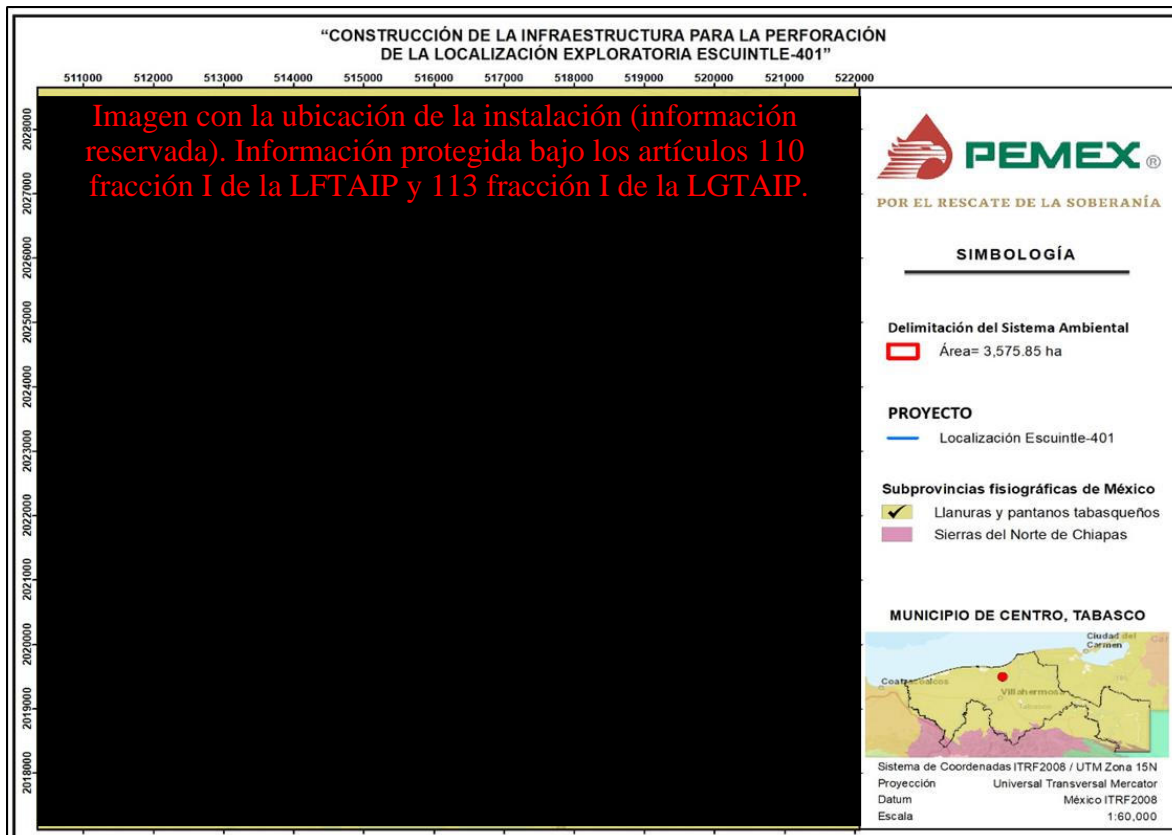 “CONSTRUCCIÓN DE LA INFRAESTRUCTURA PARA LA PERFORACIÓN
DE LA LOCALIZACIÓN EXPLORATORIA ESCUINTLE-401”
511000 512000 513000 514000 515000 516000 517000 518000 519000 520000 521000 522000
2028000
2027000
2026000
2025000
2024000
2023000
2022000
2021000
2020000
2019000
2018000
Imagen con la ubicación de la instalación (información
reservada). Información protegida bajo los artículos 110
fracción I de la LFTAIP y 113 fracción I de la LGTAIP.
PEMEX ®
POR EL RESCATE DE LA SOBERANÍA
SIMBOLOGÍA
Delimitación del Sistema Ambiental
Área= 3,575.85 ha
PROYECTO
Localización Escuintle-401
Subprovincias fisiográficas de México
Llanuras y pantanos tabasqueños
Sierras del Norte de Chiapas
MUNICIPIO DE CENTRO, TABASCO
Ciudad del
Carmen
Coatzacoalcos
Villahermosa
Tabasco
Sistema de Coordenadas ITRF2008 / UTM Zona 15N
Proyección Universal Transversal Mercator
Datum México ITRF2008
Escala 1:60,000